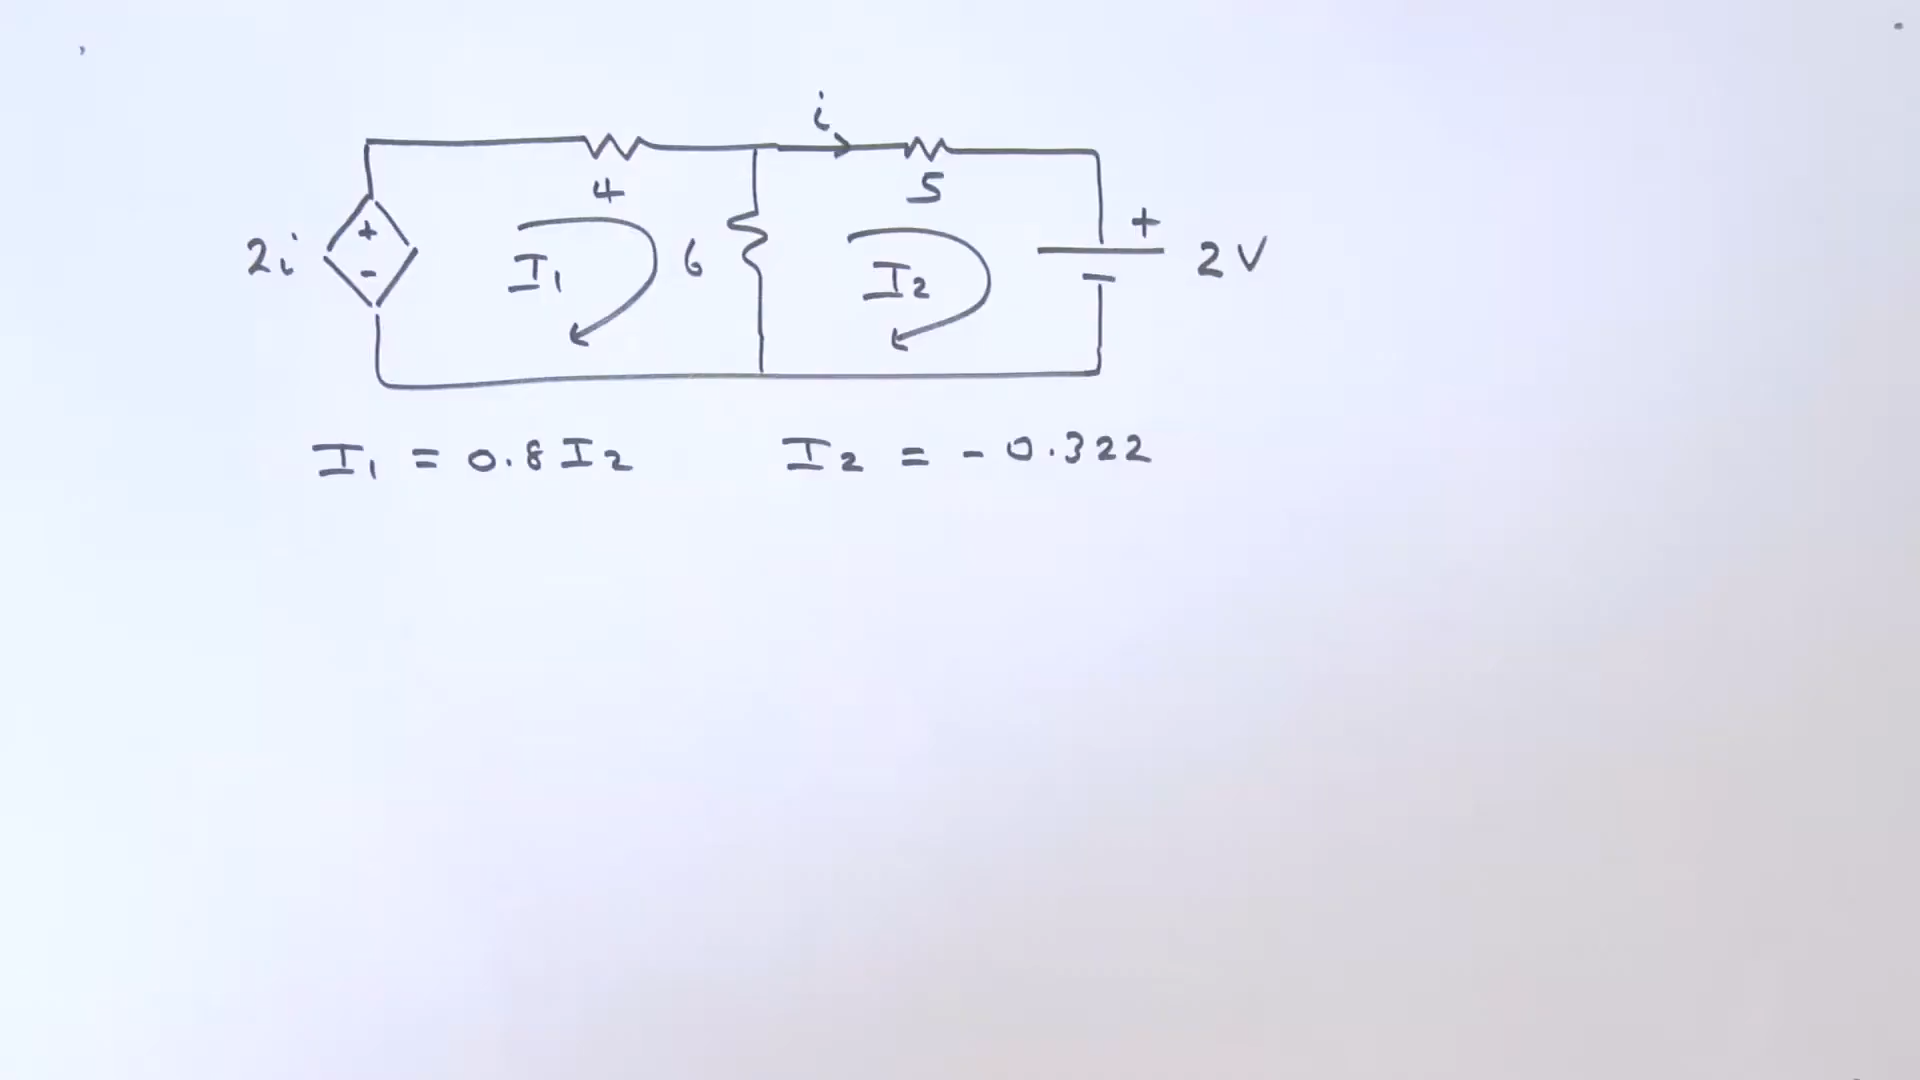 i
4
5
2i
+
-
I₁
6
I₂
+
2V
I₁ = 0.8 I₂
I₂ = - 0.322